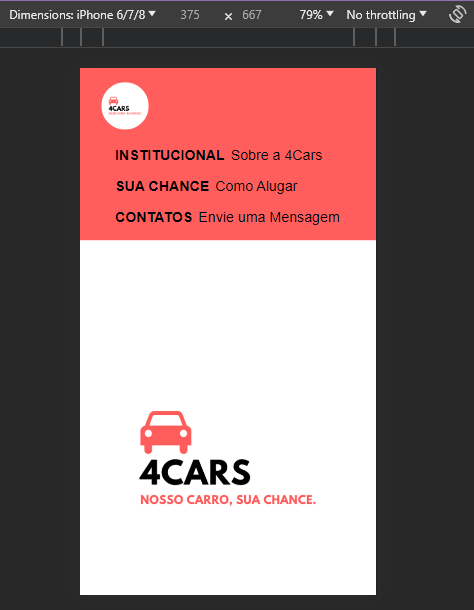 Dimensions: iPhone 6/7/8 ▼ 375 × 667 79% ▼ No throttling ▼
4CARS
INSTITUCIONAL Sobre a 4Cars
SUA CHANCE Como Alugar
CONTATOS Envie uma Mensagem
4CARS
NOSSO CARRO, SUA CHANCE.